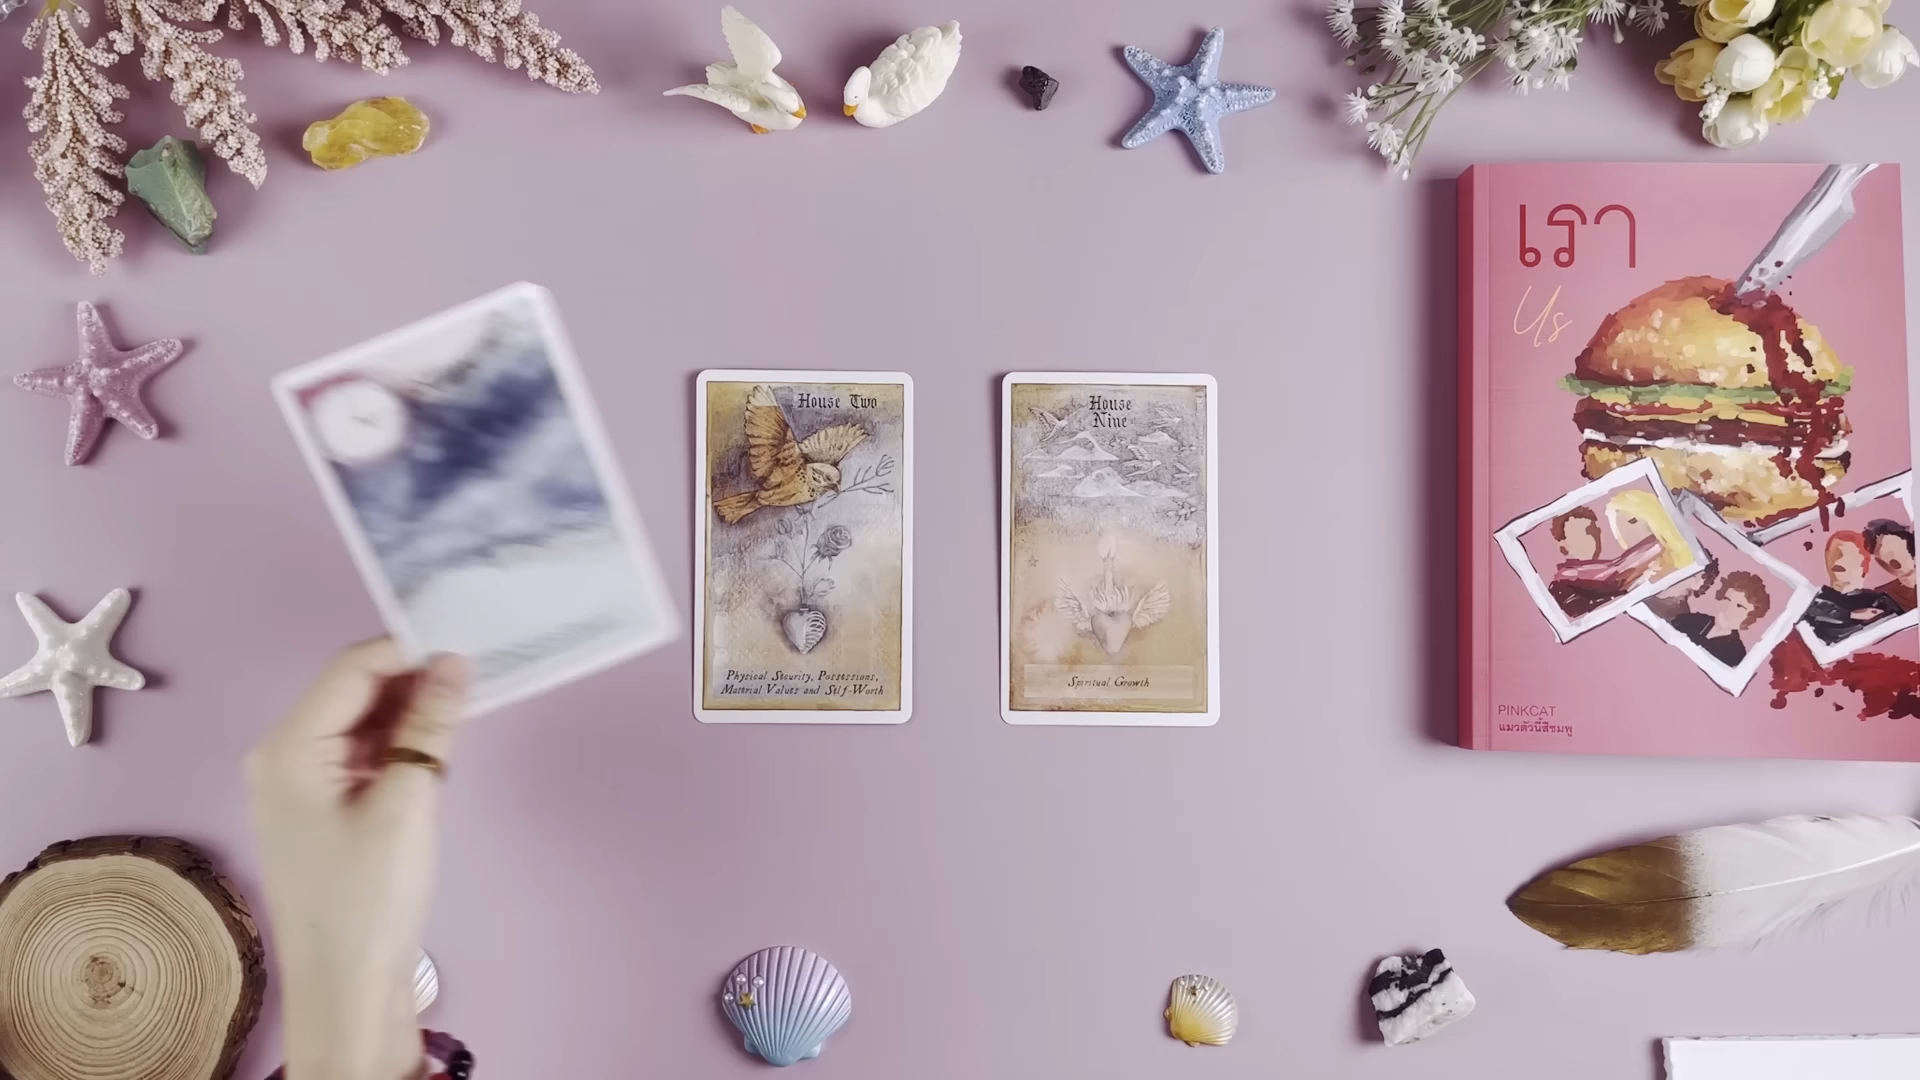 House Two
Physical Security, Possessions,
Material Values and Self-Worth
House
Nine
Spiritual Growth
เรา
Us
PINKCAT
แมวตัวนี้สีชมพู